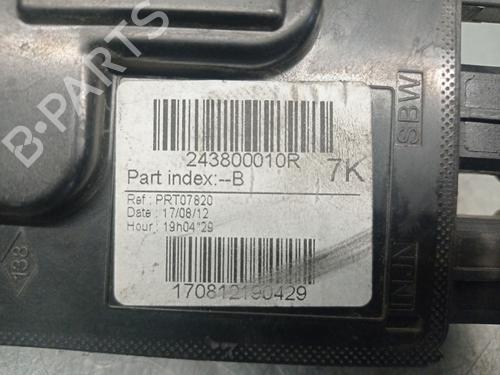 B-PARTS
243800010R
7K
Part index:--B
Ref : PRT07820
Date : 17/08/12
Hour : 19h04"29
170812190429
SBW